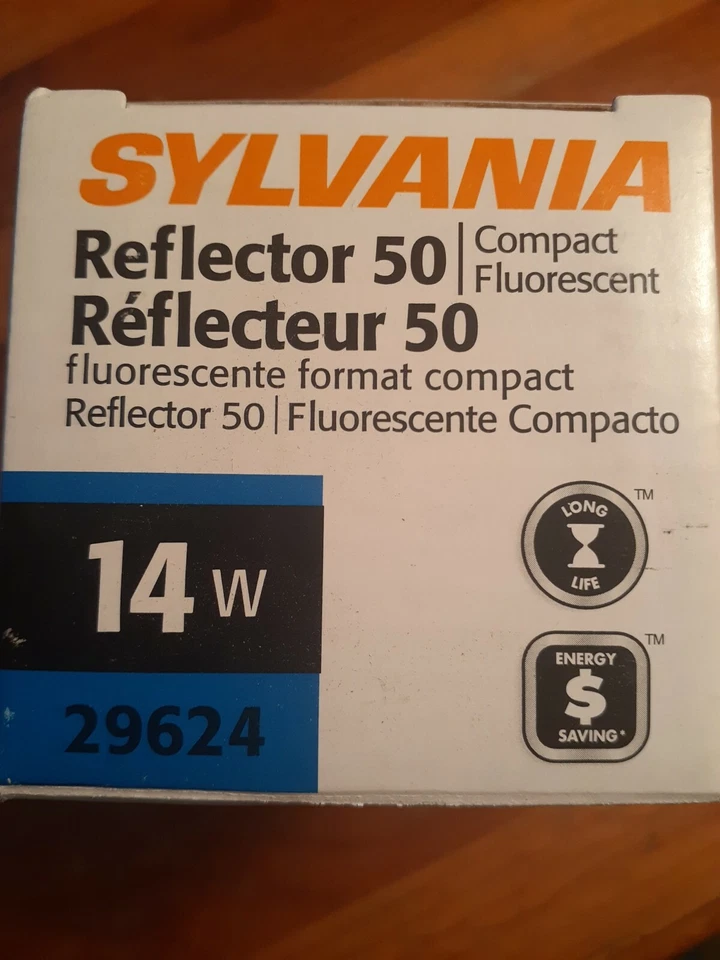 SYLVANIA
Reflector 50 | Compact
Fluorescent
Réflecteur 50
fluorescente format compact
Reflector 50 | Fluorescente Compacto
14 W
29624
LONG
LIFE
TM
ENERGY
$
SAVING*
TM